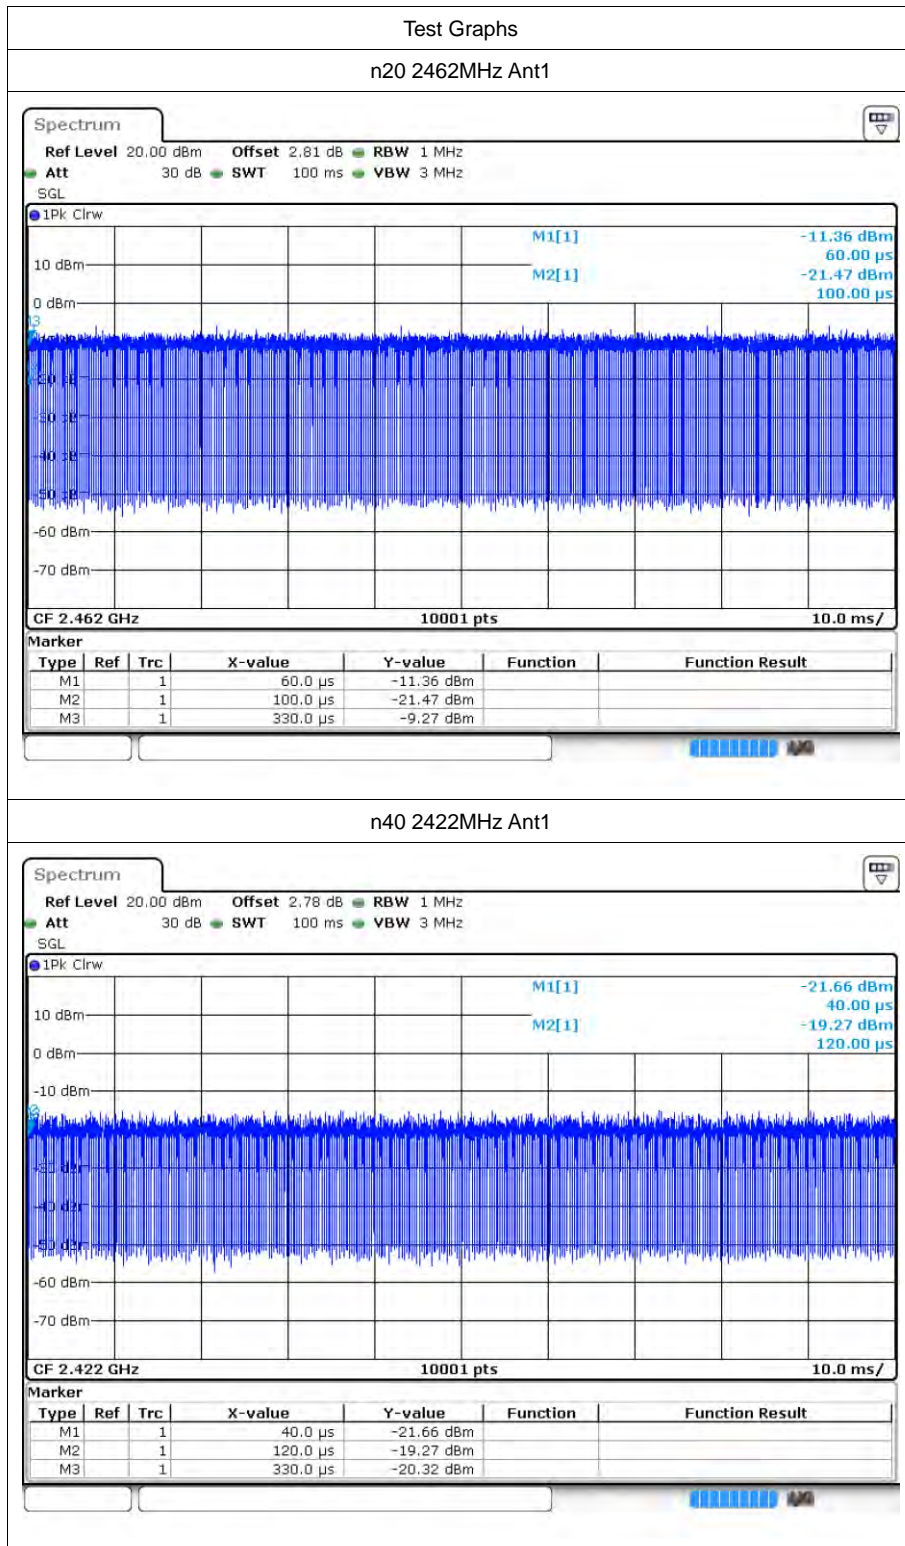 Test Graphs
n20 2462MHz Ant1
Spectrum
Ref Level 20.00 dBm Offset 2.81 dB RBW 1 MHz
Att 30 dB SWT 100 ms VBW 3 MHz
SGL
1Pk Clrw
M1[1] -11.36 dBm
60.00 µs
10 dBm
M2[1] -21.47 dBm
100.00 µs
0 dBm
-60 dBm
-70 dBm
CF 2.462 GHz 10001 pts 10.0 ms/
Marker
Type Ref Trc X-value Y-value Function Function Result
M1 1 60.0 µs -11.36 dBm
M2 1 100.0 µs -21.47 dBm
M3 1 330.0 µs -9.27 dBm
n40 2422MHz Ant1
Spectrum
Ref Level 20.00 dBm Offset 2.78 dB RBW 1 MHz
Att 30 dB SWT 100 ms VBW 3 MHz
SGL
1Pk Clrw
M1[1] -21.66 dBm
40.00 µs
10 dBm
M2[1] -19.27 dBm
120.00 µs
0 dBm
-10 dBm
-60 dBm
-70 dBm
CF 2.422 GHz 10001 pts 10.0 ms/
Marker
Type Ref Trc X-value Y-value Function Function Result
M1 1 40.0 µs -21.66 dBm
M2 1 120.0 µs -19.27 dBm
M3 1 330.0 µs -20.32 dBm